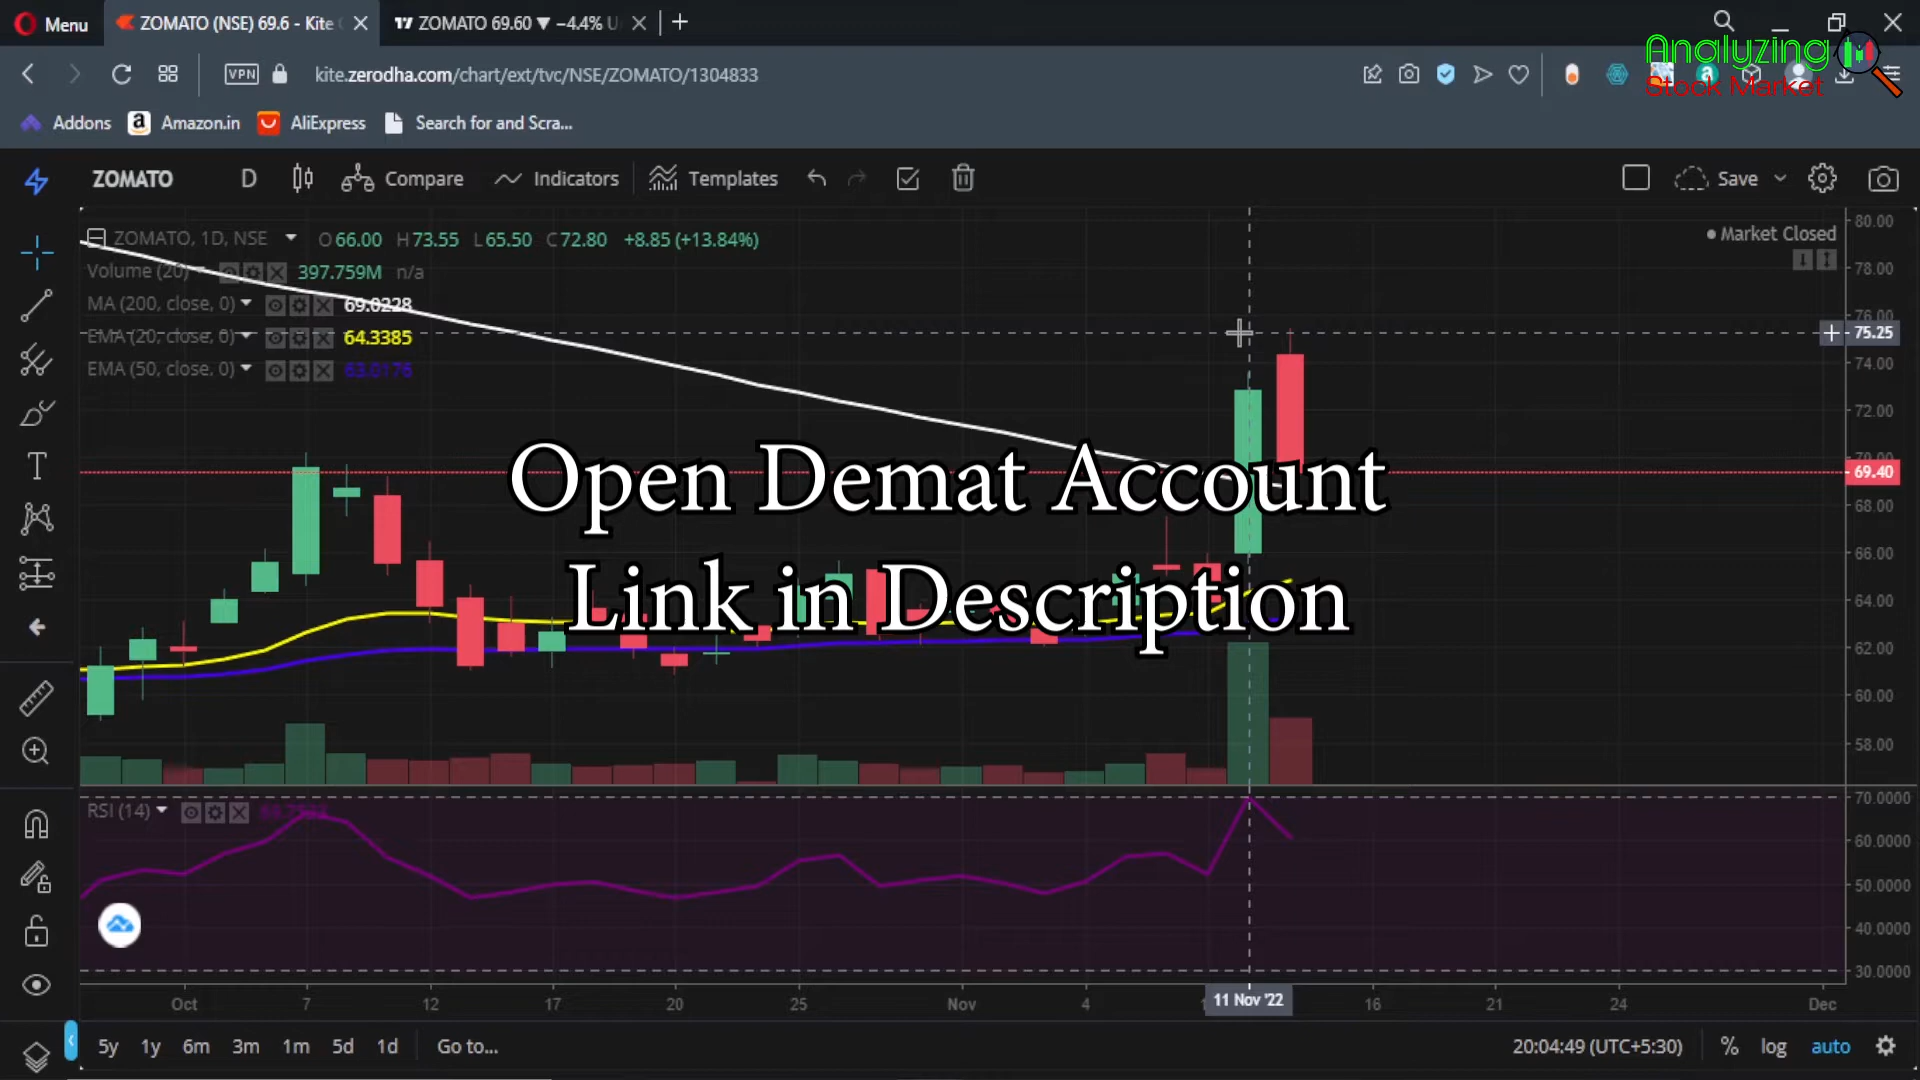 Menu
ZOMATO (NSE) 69.6 - Kite
ZOMATO 69.60 ▼ −4.4% U
Analyzing
Stock Market
VPN
kite.zerodha.com/chart/ext/tvc/NSE/ZOMATO/1304833
Addons
Amazon.in
AliExpress
Search for and Scra...
ZOMATO
D
Compare
Indicators
Templates
Save
ZOMATO, 1D, NSE
O66.00 H73.55 L65.50 C72.80 +8.85 (+13.84%)
Market Closed
Volume (20) 397.759M n/a
MA (200, close, 0) 69.0228
EMA (20, close, 0) 64.3385
EMA (50, close, 0) 63.0176
80.00
78.00
76.00
75.25
74.00
72.00
70.00
69.40
68.00
66.00
64.00
62.00
60.00
58.00
Open Demat Account
Link in Description
RSI (14)
70.0000
60.0000
50.0000
40.0000
30.0000
Oct 7 12 17 20 25 Nov 4 11 Nov '22 16 21 24 Dec
5y 1y 6m 3m 1m 5d 1d Go to...
20:04:49 (UTC+5:30) % log auto